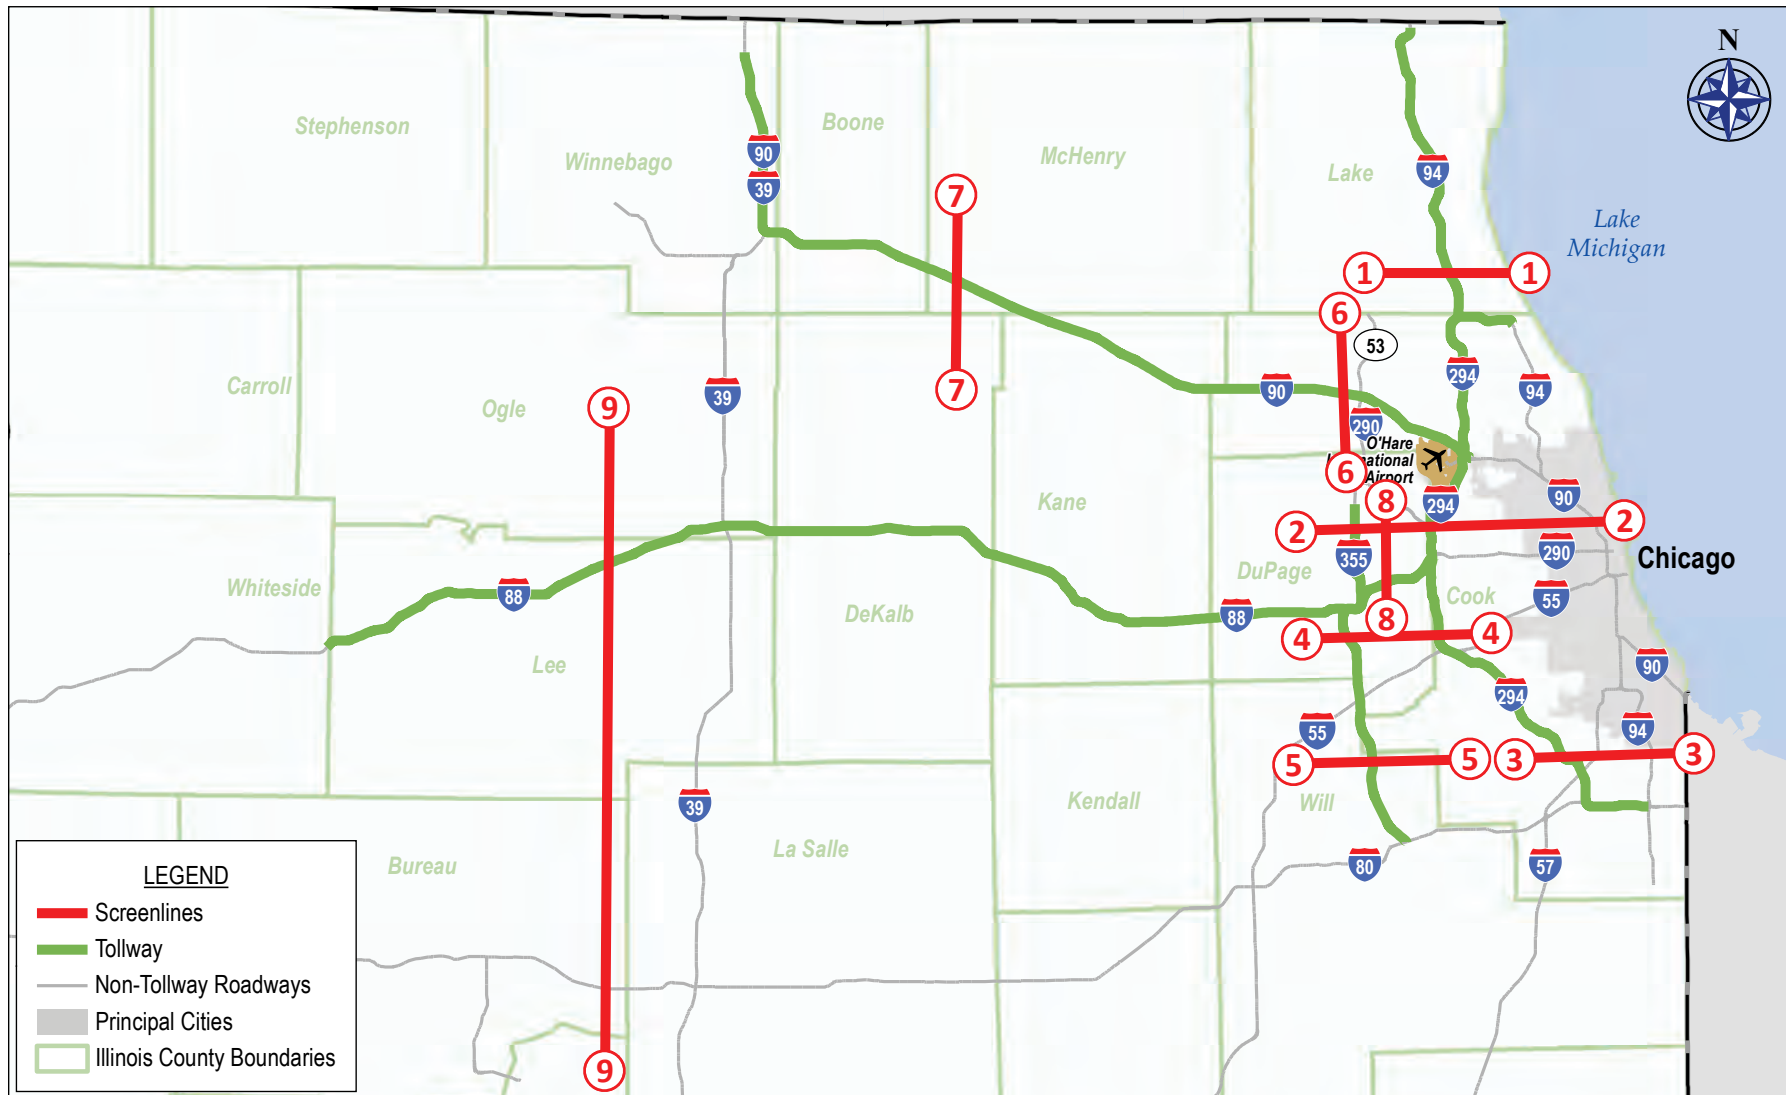 N
Stephenson
Boone
Winnebago
90
McHenry
Lake
94
39
7
Lake
Michigan
1
1
6
53
294
Carroll
39
Ogle
9
7
90
94
290
O'Hare
International
Airport
6
90
8
294
Kane
2
2
355
290
Chicago
DuPage
Whiteside
88
Cook
55
DeKalb
88
8
4
4
Lee
90
294
55
94
5
5
3
3
39
Kendall
Will
La Salle
Bureau
80
57
LEGEND
Screenlines
Tollway
Non-Tollway Roadways
Principal Cities
Illinois County Boundaries
9